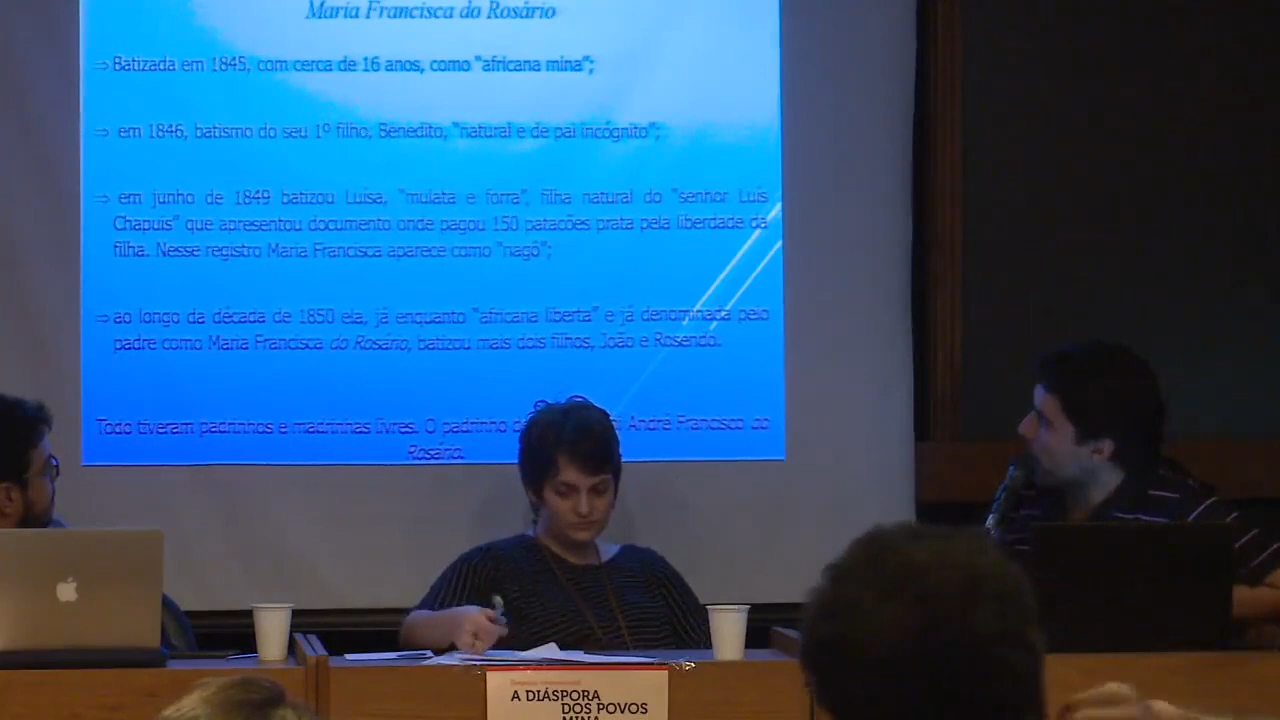 Maria Francisca do Rosário
⇒ Batizada em 1845, com cerca de 16 anos, como "africana mina";
⇒ em 1846, batismo do seu 1º filho, Benedito, "natural e de pai incógnito";
⇒ em junho de 1849 batizou Luisa, "mulata e forra", filha natural do "senhor Luís
Chapuis" que apresentou documento onde pagou 150 patacões prata pela liberdade da
filha. Nesse registro Maria Francisca aparece como "nagô";
⇒ ao longo da década de 1850 ela, já enquanto "africana liberta" e já denominada pelo
padre como Maria Francisca do Rosário, batizou mais dois filhos, João e Rosendo.
Todo tiveram padrinhos e madrinhas livres. O padrinho André Francisco do
Rosário.
A DIÁSPORA
DOS POVOS
MINA